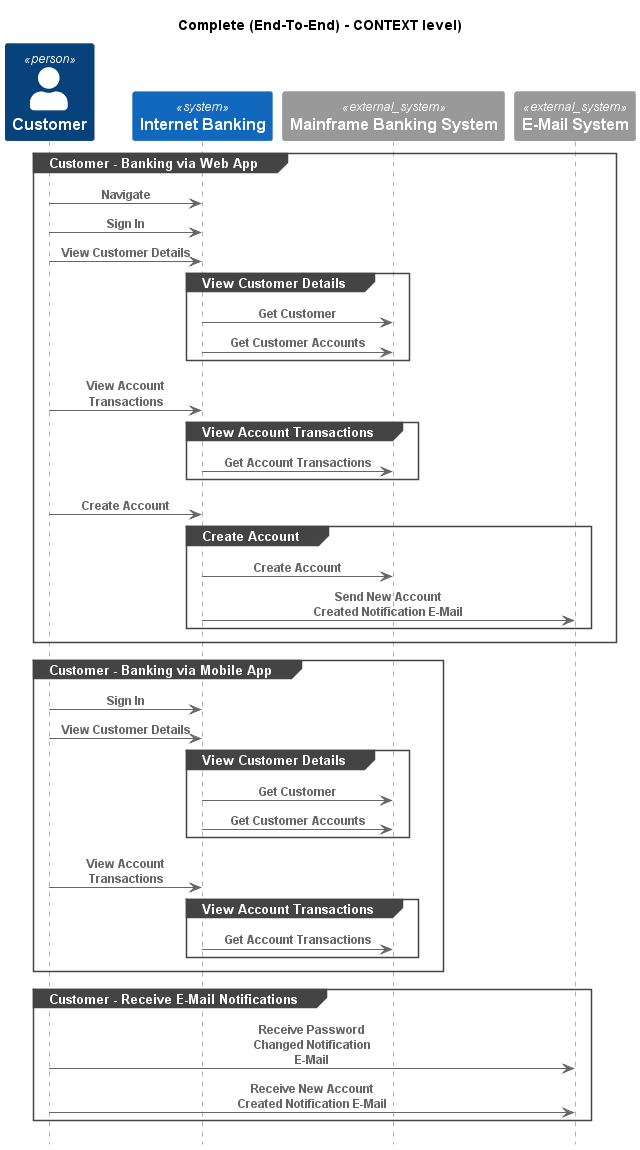 Complete (End-To-End) - CONTEXT level)
«person»
Customer
«system»
Internet Banking
«external_system»
Mainframe Banking System
«external_system»
E-Mail System
Customer - Banking via Web App
Navigate
Sign In
View Customer Details
View Customer Details
Get Customer
Get Customer Accounts
View Account
Transactions
View Account Transactions
Get Account Transactions
Create Account
Create Account
Create Account
Send New Account
Created Notification E-Mail
Customer - Banking via Mobile App
Sign In
View Customer Details
View Customer Details
Get Customer
Get Customer Accounts
View Account
Transactions
View Account Transactions
Get Account Transactions
Customer - Receive E-Mail Notifications
Receive Password
Changed Notification
E-Mail
Receive New Account
Created Notification E-Mail